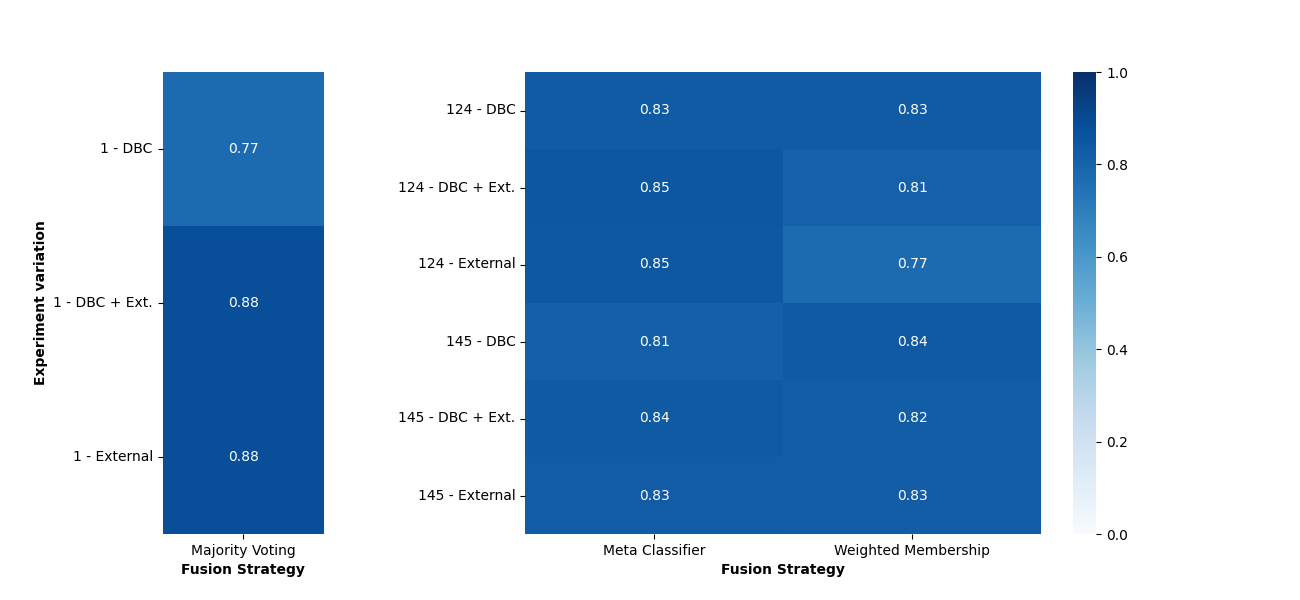 Experiment variation
1 - DBC
0.77
1 - DBC + Ext.
0.88
1 - External
0.88
Majority Voting
Fusion Strategy
124 - DBC
0.83
0.83
124 - DBC + Ext.
0.85
0.81
124 - External
0.85
0.77
145 - DBC
0.81
0.84
145 - DBC + Ext.
0.84
0.82
145 - External
0.83
0.83
Meta Classifier
Weighted Membership
Fusion Strategy
1.0
0.8
0.6
0.4
0.2
0.0